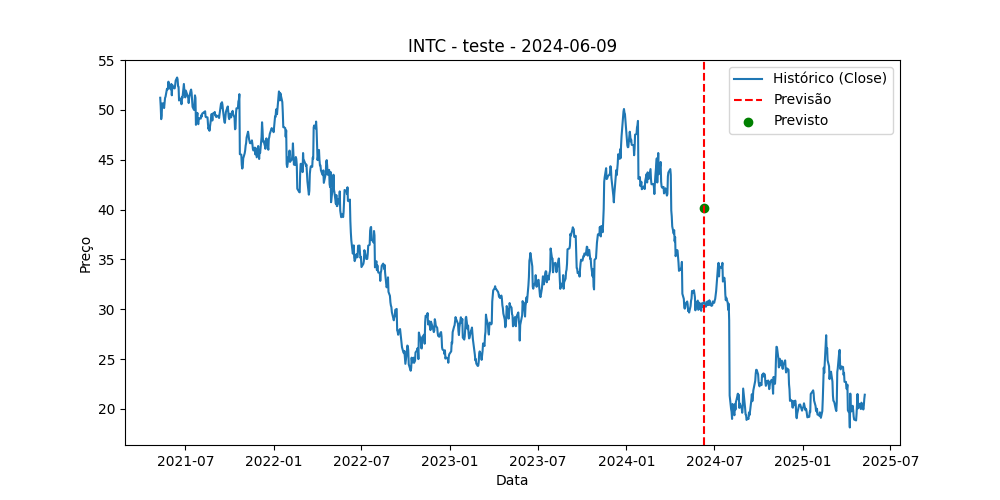 INTC - teste - 2024-06-09
Histórico (Close)
Previsão
Previsto
Preço
55
50
45
40
35
30
25
20
2021-07
2022-01
2022-07
2023-01
2023-07
2024-01
2024-07
2025-01
2025-07
Data